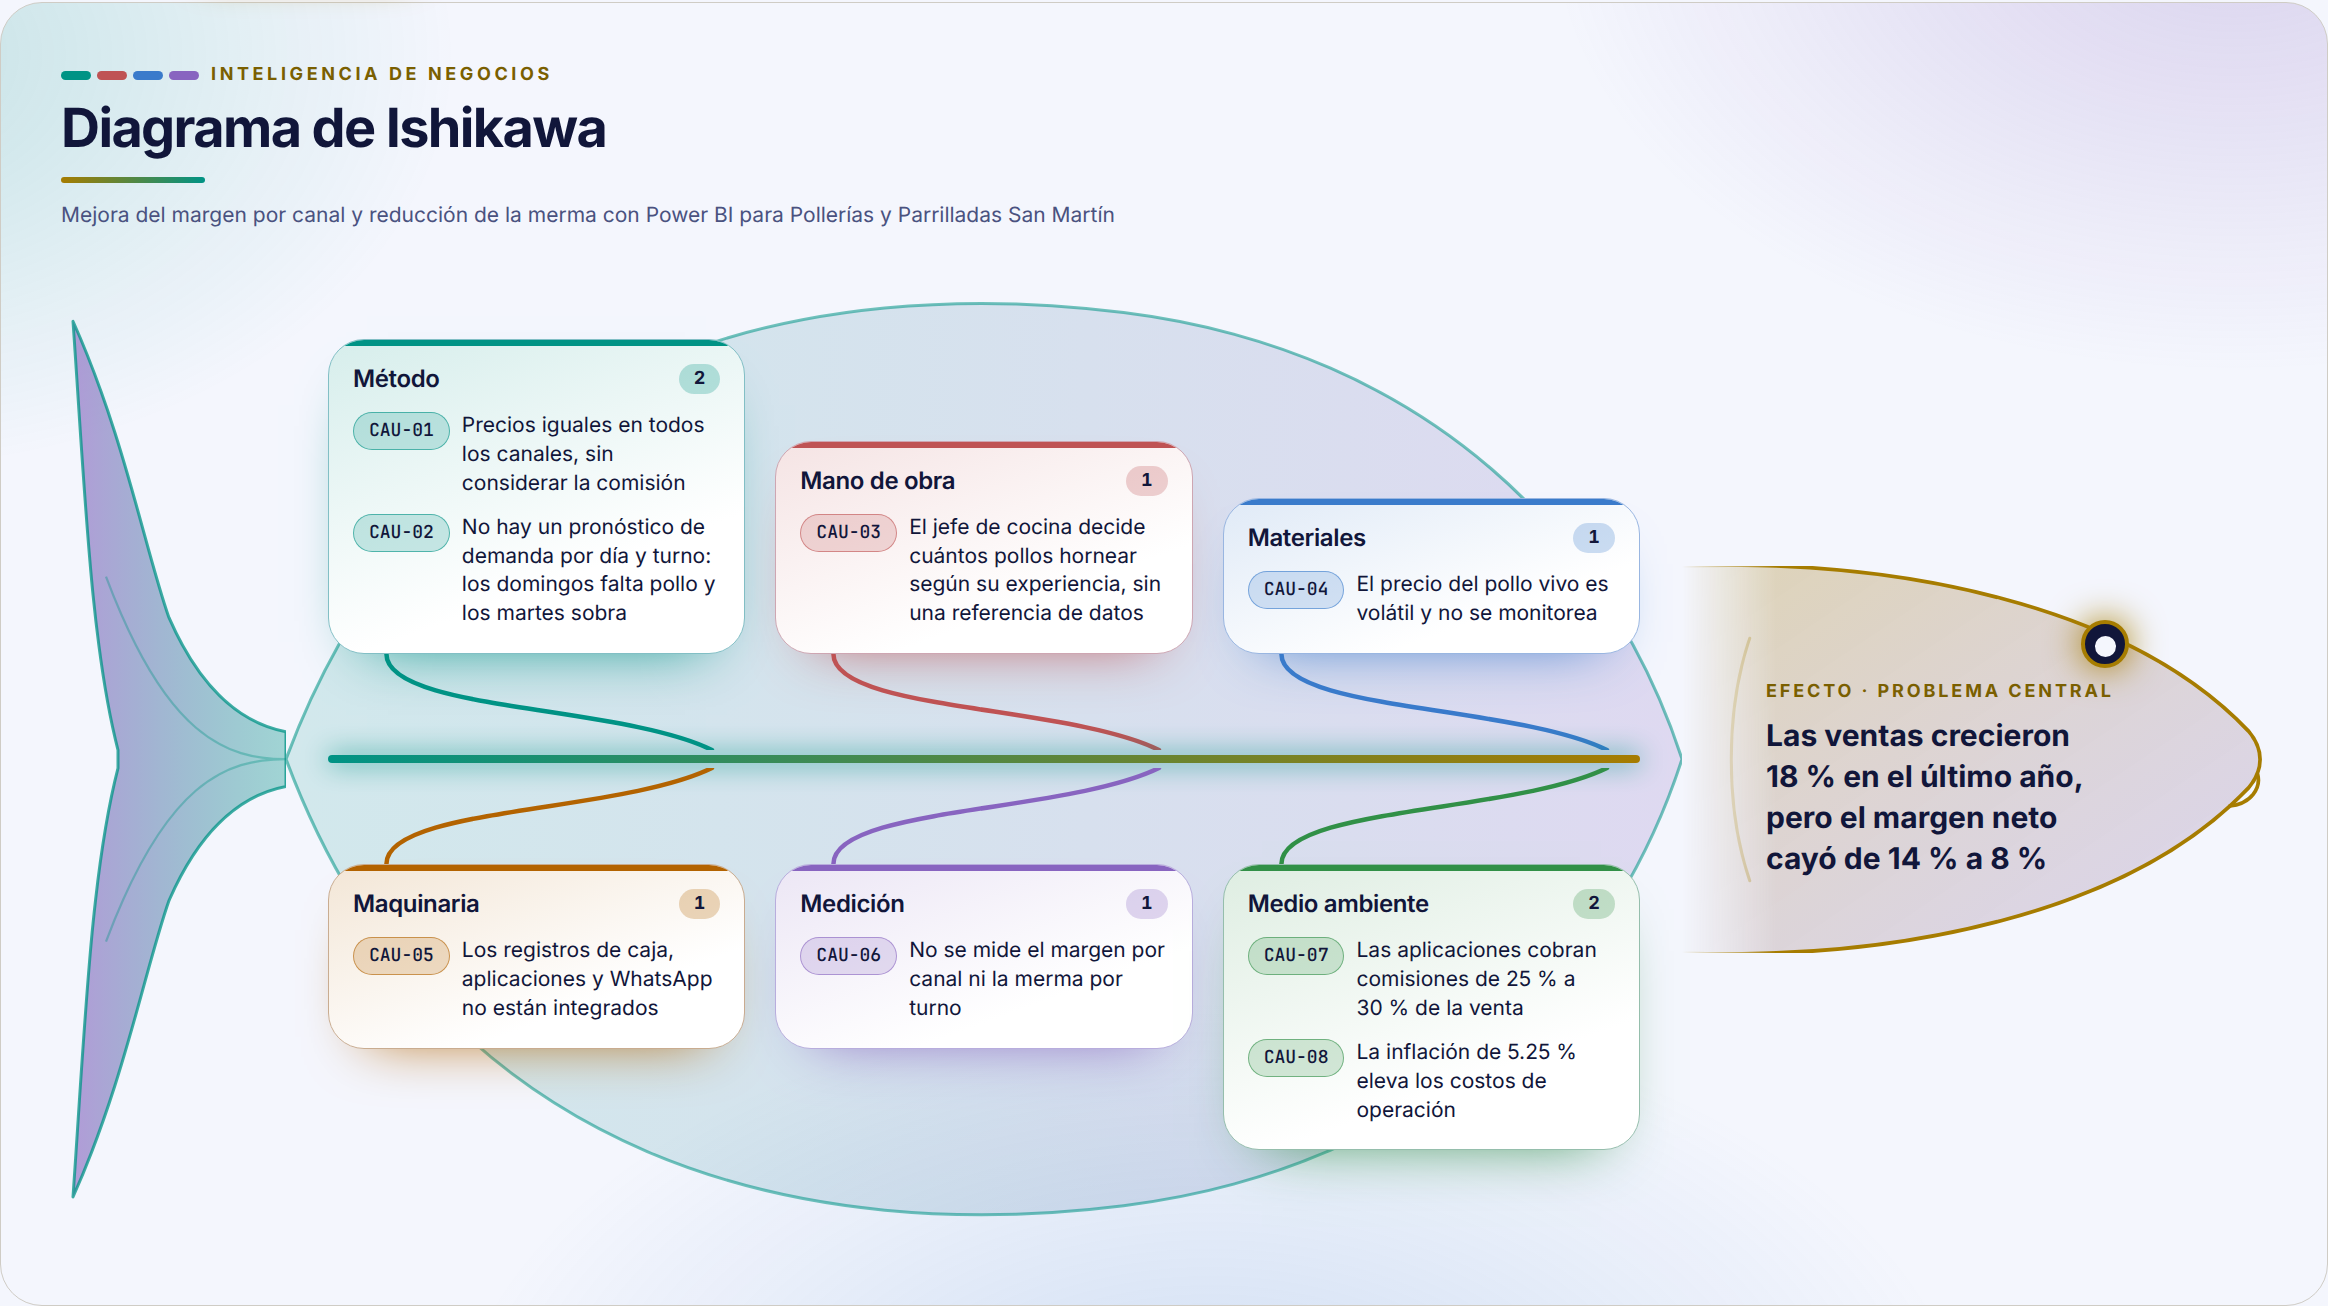 INTELIGENCIA DE NEGOCIOS
Diagrama de Ishikawa
Mejora del margen por canal y reducción de la merma con Power BI para Pollerías y Parrilladas San Martín
Método
2
CAU-01
Precios iguales en todos
los canales, sin
considerar la comisión
CAU-02
No hay un pronóstico de
demanda por día y turno:
los domingos falta pollo y
los martes sobra
Mano de obra
1
CAU-03
El jefe de cocina decide
cuántos pollos hornear
según su experiencia, sin
una referencia de datos
Materiales
1
CAU-04
El precio del pollo vivo es
volátil y no se monitorea
EFECTO · PROBLEMA CENTRAL
Las ventas crecieron
18 % en el último año,
pero el margen neto
cayó de 14 % a 8 %
Maquinaria
1
CAU-05
Los registros de caja,
aplicaciones y WhatsApp
no están integrados
Medición
1
CAU-06
No se mide el margen por
canal ni la merma por
turno
Medio ambiente
2
CAU-07
Las aplicaciones cobran
comisiones de 25 % a
30 % de la venta
CAU-08
La inflación de 5.25 %
eleva los costos de
operación